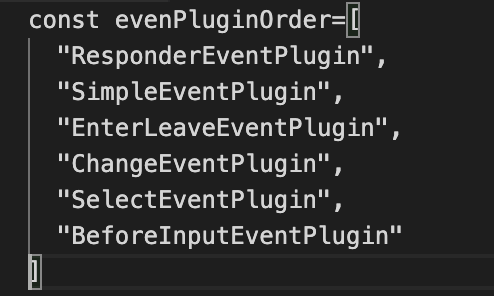 const evenPluginOrder=[
"ResponderEventPlugin",
"SimpleEventPlugin",
"EnterLeaveEventPlugin",
"ChangeEventPlugin",
"SelectEventPlugin",
"BeforeInputEventPlugin"
]